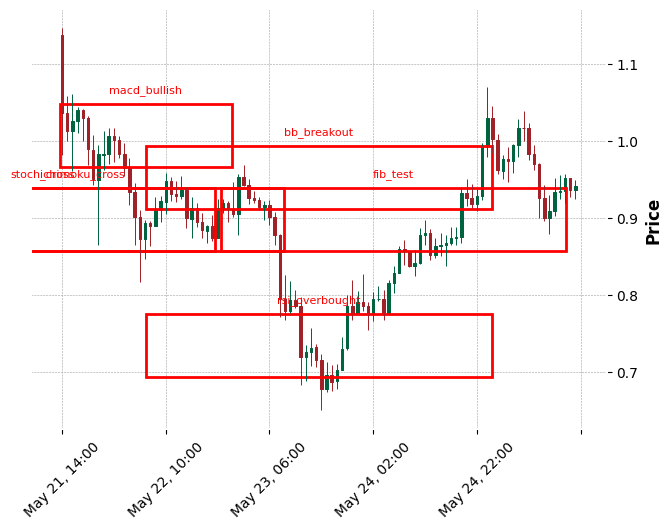 macd_bullish
bb_breakout
ichimoku_cross
fib_test
rsi_overbought
1.1
1.0
0.9
0.8
0.7
Price
May 21, 14:00
May 22, 10:00
May 23, 06:00
May 24, 02:00
May 24, 22:00